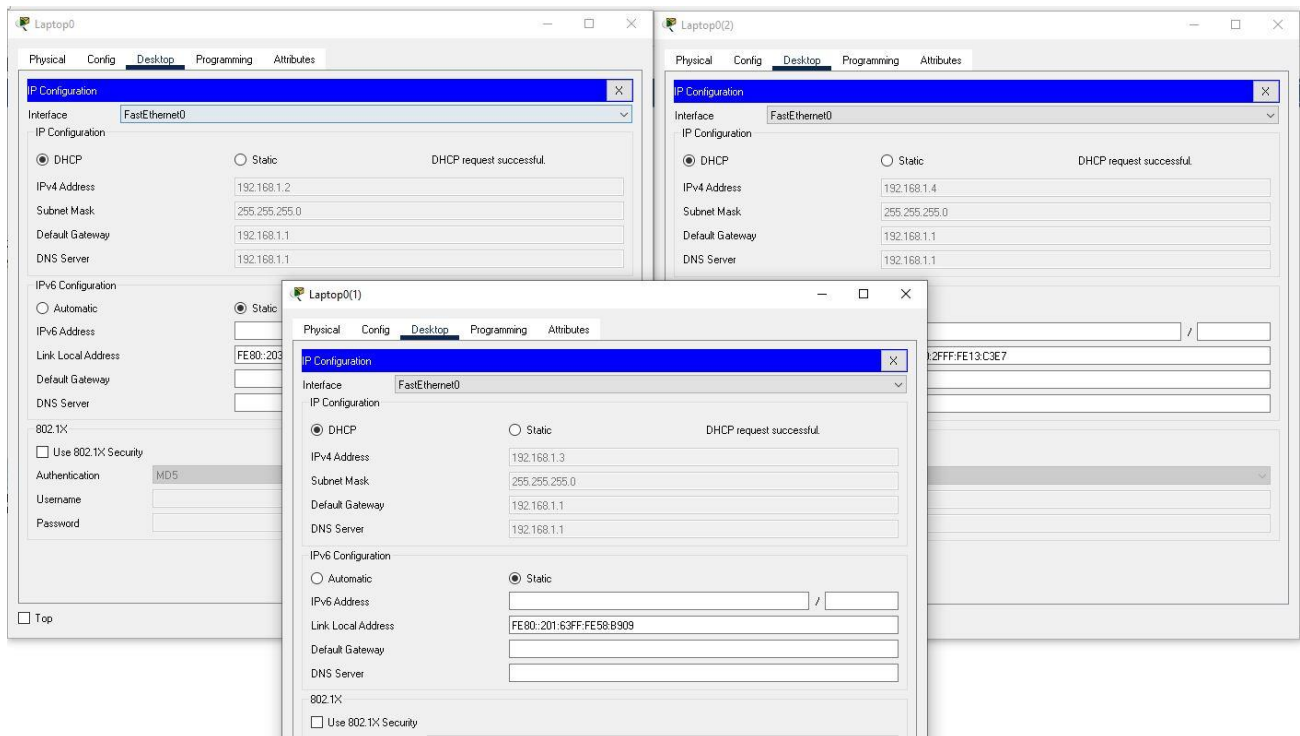 Laptop0
Physical Config Desktop Programming Attributes
IP Configuration X
Interface FastEthernet0
IP Configuration
DHCP Static DHCP request successful.
IPv4 Address 192.168.1.2
Subnet Mask 255.255.255.0
Default Gateway 192.168.1.1
DNS Server 192.168.1.1
IPv6 Configuration
Automatic Static
IPv6 Address
Link Local Address FE80::203
Default Gateway
DNS Server
802.1X
Use 802.1X Security
Authentication MD5
Username
Password
Top
Laptop0(2)
Physical Config Desktop Programming Attributes
IP Configuration X
Interface FastEthernet0
IP Configuration
DHCP Static DHCP request successful.
IPv4 Address 192.168.1.4
Subnet Mask 255.255.255.0
Default Gateway 192.168.1.1
DNS Server 192.168.1.1
/
:2FFF:FE13:C3E7
Laptop0(1)
Physical Config Desktop Programming Attributes
IP Configuration X
Interface FastEthernet0
IP Configuration
DHCP Static DHCP request successful.
IPv4 Address 192.168.1.3
Subnet Mask 255.255.255.0
Default Gateway 192.168.1.1
DNS Server 192.168.1.1
IPv6 Configuration
Automatic Static
IPv6 Address /
Link Local Address FE80::201:63FF:FE58:B909
Default Gateway
DNS Server
802.1X
Use 802.1X Security